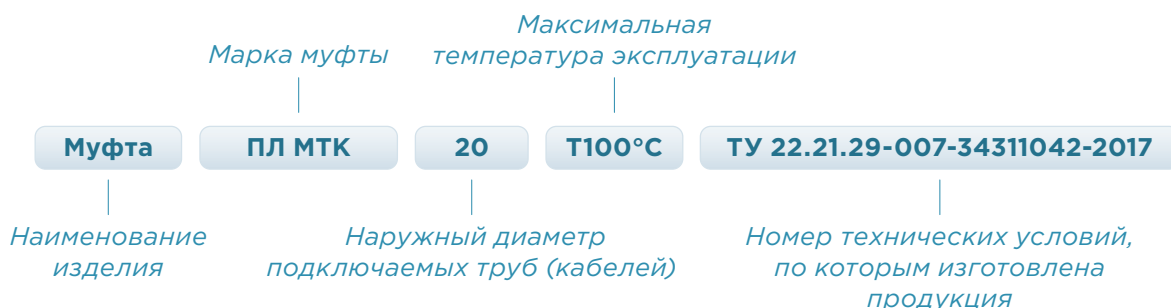 Максимальная
Марка муфты температура эксплуатации
Муфта ПЛ МТК 20 Т100°С ТУ 22.21.29-007-34311042-2017
Наименование Наружный диаметр Номер технических условий,
изделия подключаемых труб (кабелей) по которым изготовлена
продукция